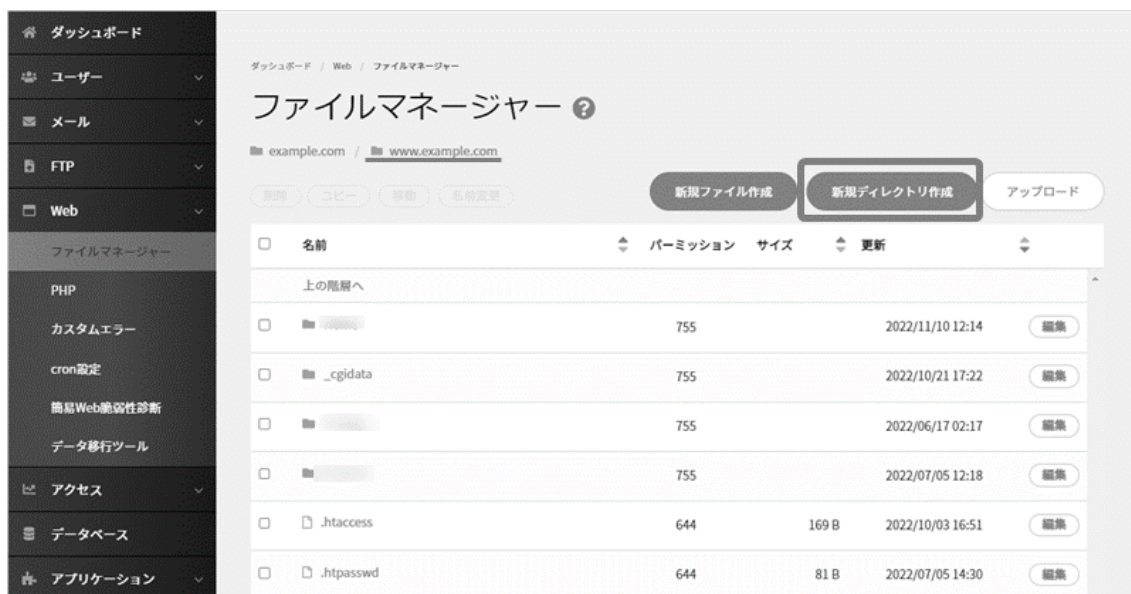 ダッシュボード
ユーザー
メール
FTP
Web
ファイルマネージャー
PHP
カスタムエラー
cron設定
簡易Web脆弱性診断
データ移行ツール
アクセス
データベース
アプリケーション
ダッシュボード / Web / ファイルマネージャー
ファイルマネージャー ?
example.com / www.example.com
削除 コピー 移動 名前変更 新規ファイル作成 新規ディレクトリ作成 アップロード
名前 パーミッション サイズ 更新
上の階層へ
755 2022/11/10 12:14 編集
_cgidata 755 2022/10/21 17:22 編集
755 2022/06/17 02:17 編集
755 2022/07/05 12:18 編集
.htaccess 644 169 B 2022/10/03 16:51 編集
.htpasswd 644 81 B 2022/07/05 14:30 編集